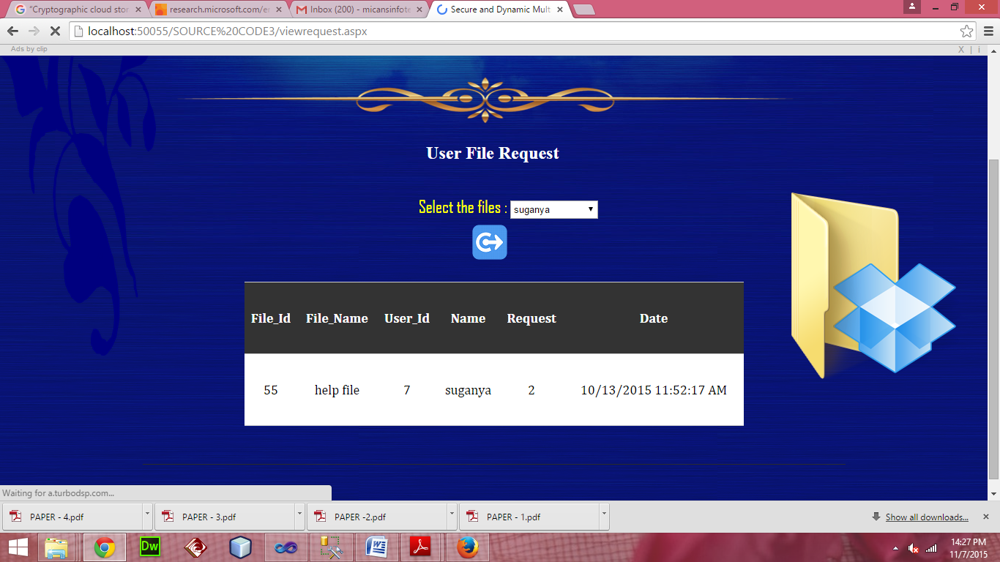 "Cryptographic cloud stor
research.microsoft.com/en
Inbox (200) - micansinfote
Secure and Dynamic Mult
localhost:50055/SOURCE%20CODE3/viewrequest.aspx
Ads by clip
X | i
User File Request
Select the files : suganya
File_Id File_Name User_Id Name Request Date
55 help file 7 suganya 2 10/13/2015 11:52:17 AM
Waiting for a.turbodsp.com...
PAPER - 4.pdf
PAPER - 3.pdf
PAPER -2.pdf
PAPER - 1.pdf
Show all downloads...
Dw
14:27 PM
11/7/2015